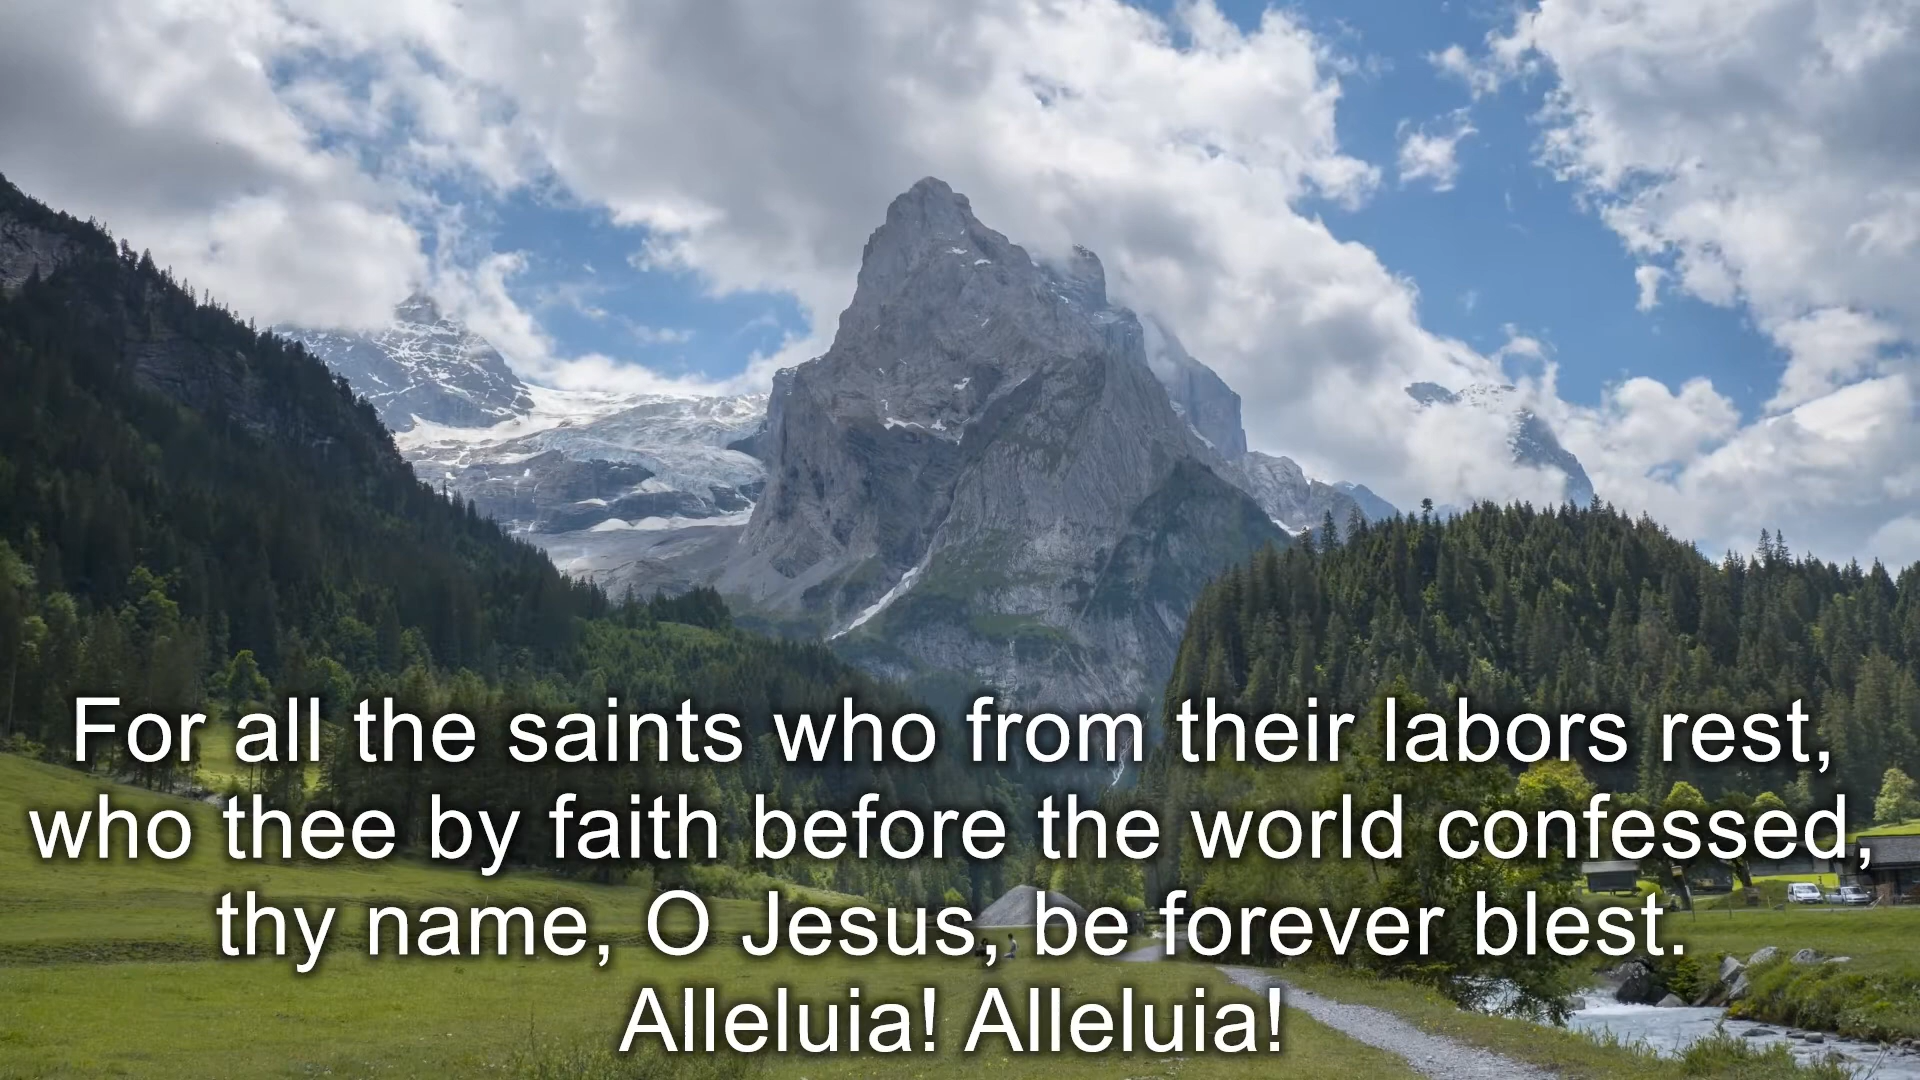 For all the saints who from their labors rest,
who thee by faith before the world confessed,
thy name, O Jesus, be forever blest.
Alleluia! Alleluia!